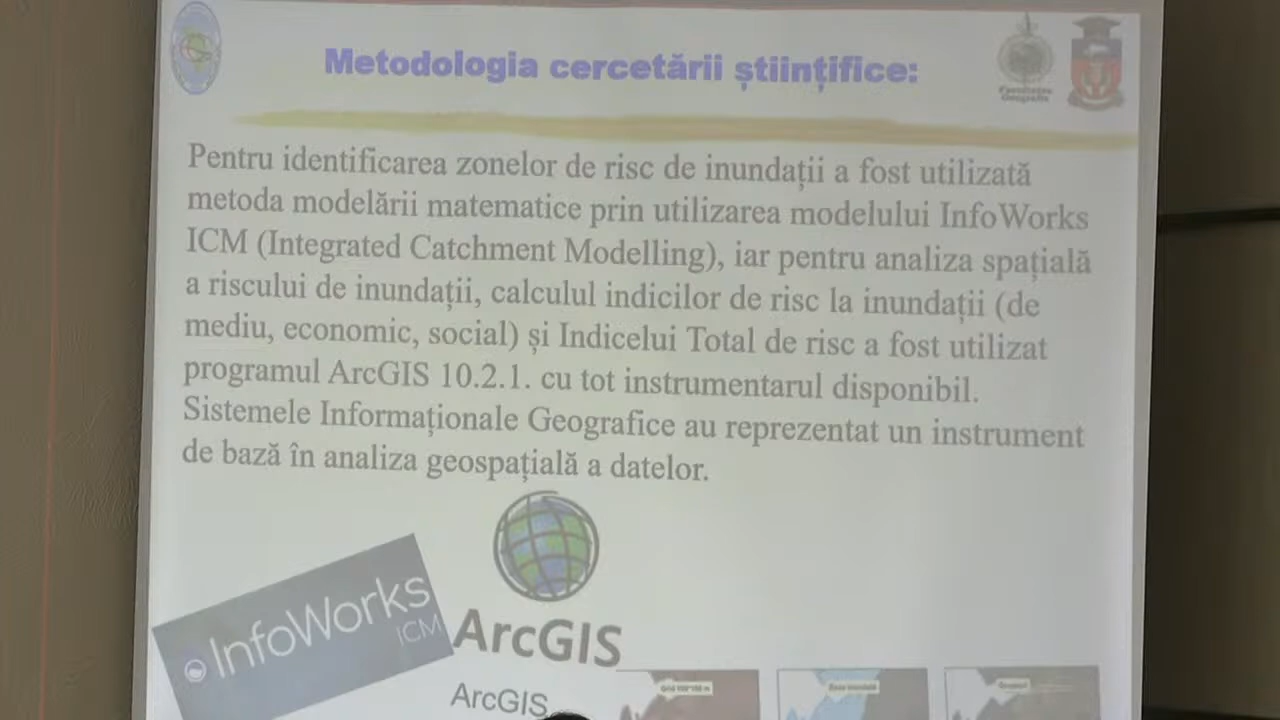 Metodologia cercetării științifice:
Facultatea
Geografie
Pentru identificarea zonelor de risc de inundații a fost utilizată
metoda modelării matematice prin utilizarea modelului InfoWorks
ICM (Integrated Catchment Modelling), iar pentru analiza spațială
a riscului de inundații, calculul indicilor de risc la inundații (de
mediu, economic, social) și Indicelui Total de risc a fost utilizat
programul ArcGIS 10.2.1. cu tot instrumentarul disponibil.
Sistemele Informaționale Geografice au reprezentat un instrument
de bază în analiza geospațială a datelor.
InfoWorks
ICM
ArcGIS
ArcGIS